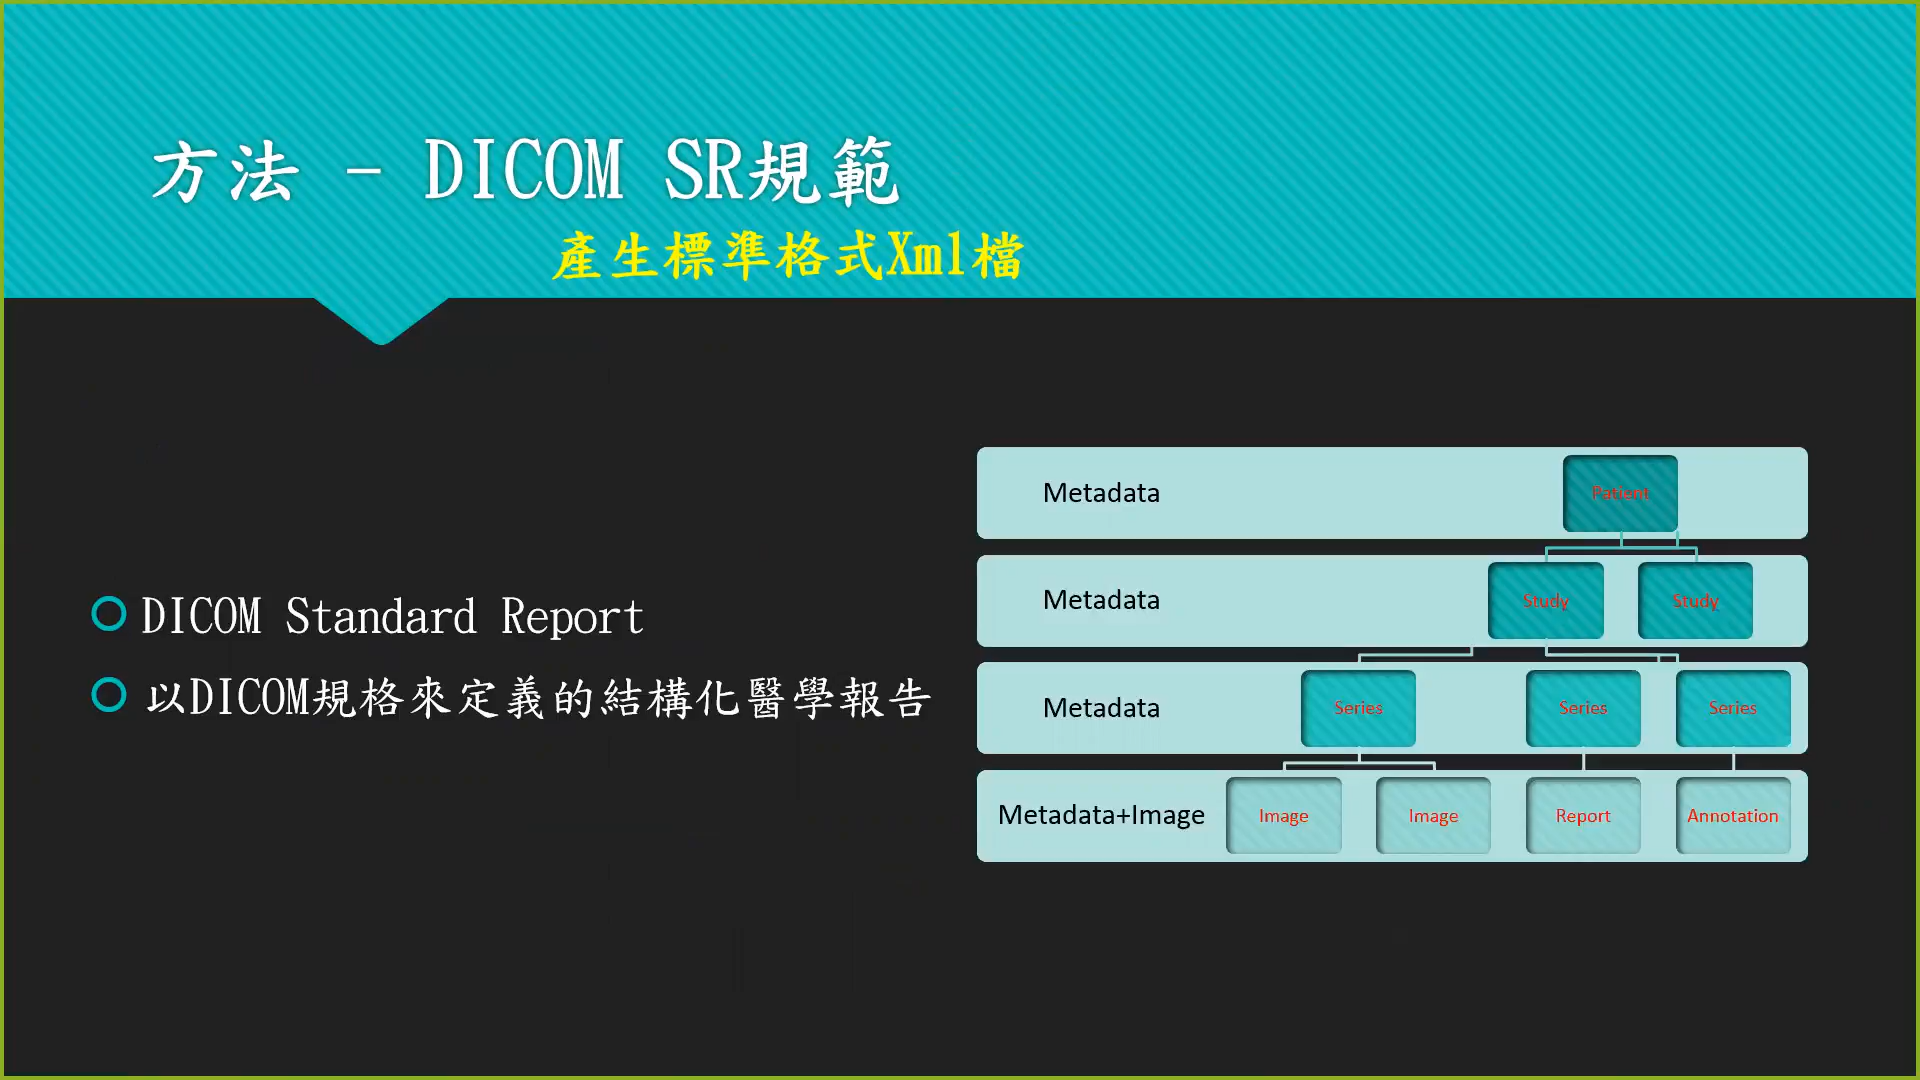 方法 - DICOM SR規範
產生標準格式Xml檔
DICOM Standard Report
以DICOM規格來定義的結構化醫學報告
Metadata
Patient
Metadata
Study
Study
Metadata
Series
Series
Series
Metadata+Image
Image
Image
Report
Annotation